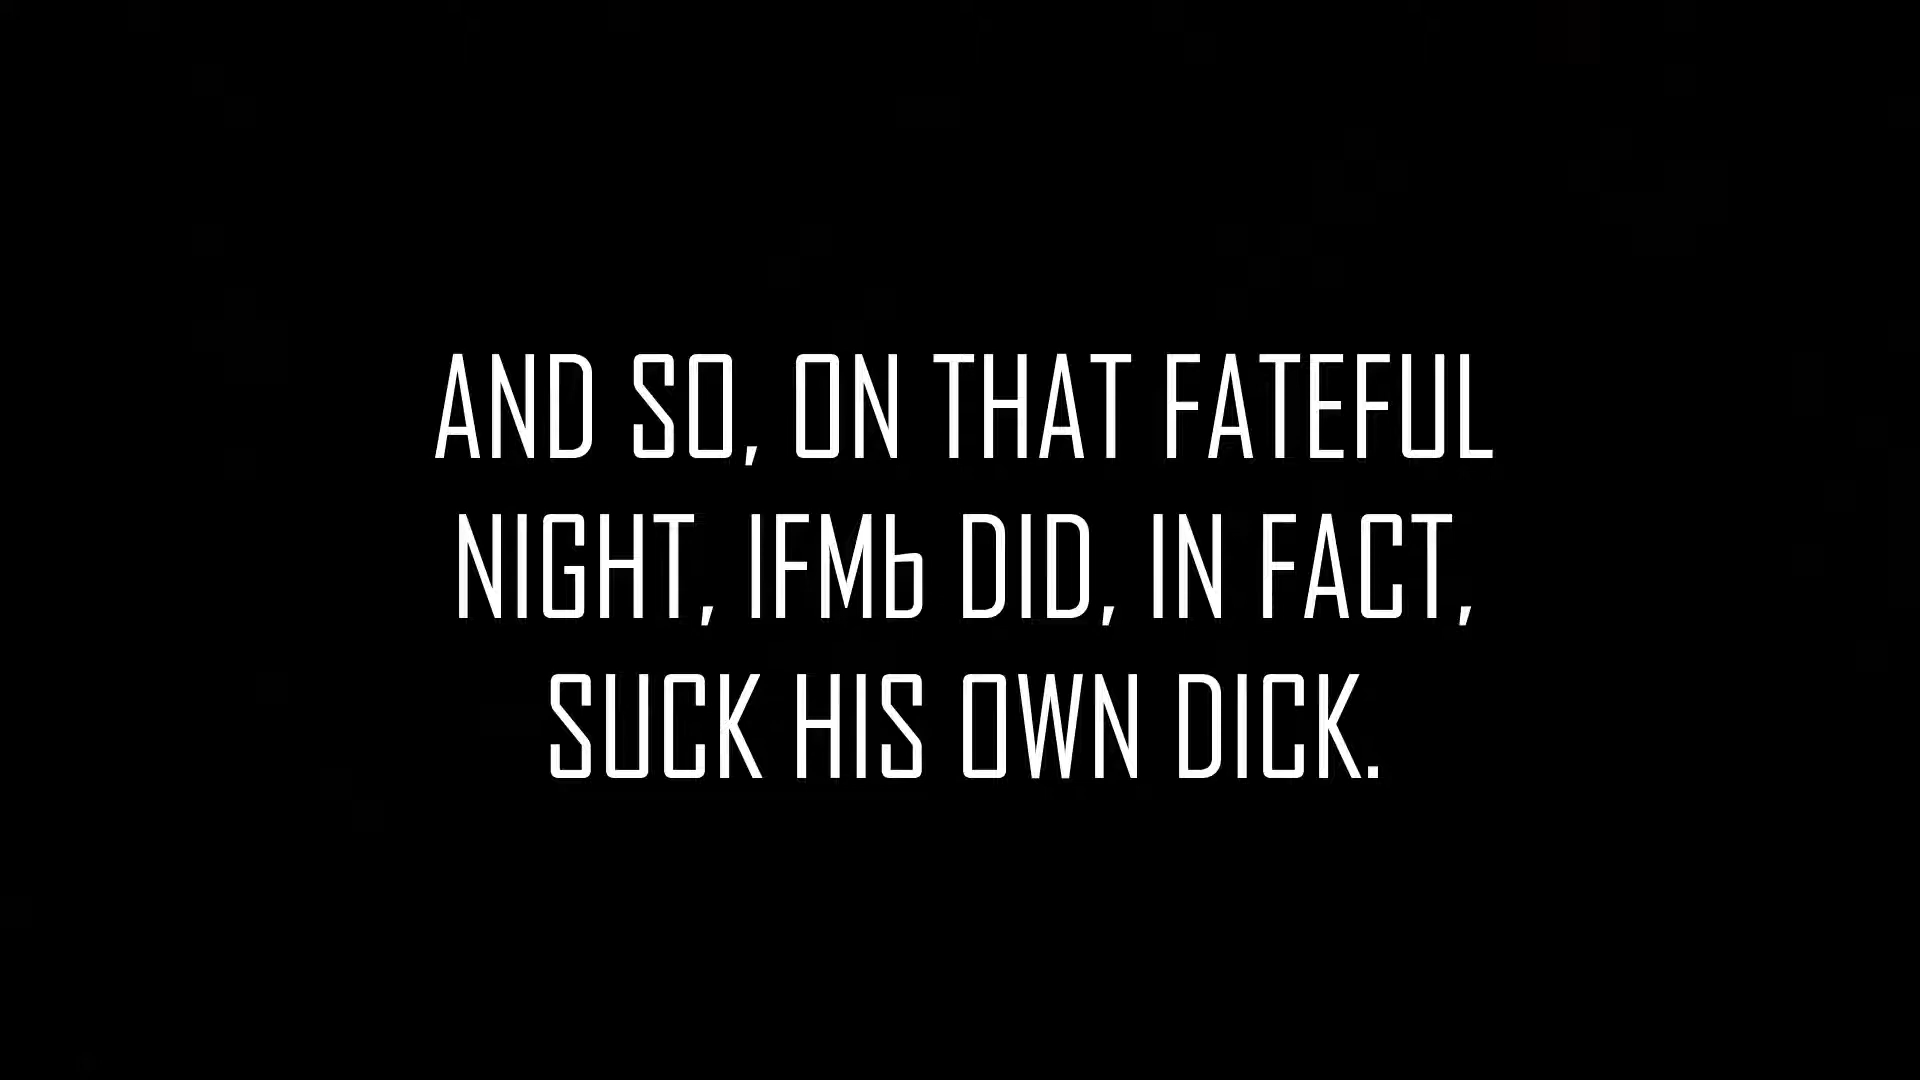 AND SO, ON THAT FATEFUL
NIGHT, IFMb DID, IN FACT,
SUCK HIS OWN DICK.